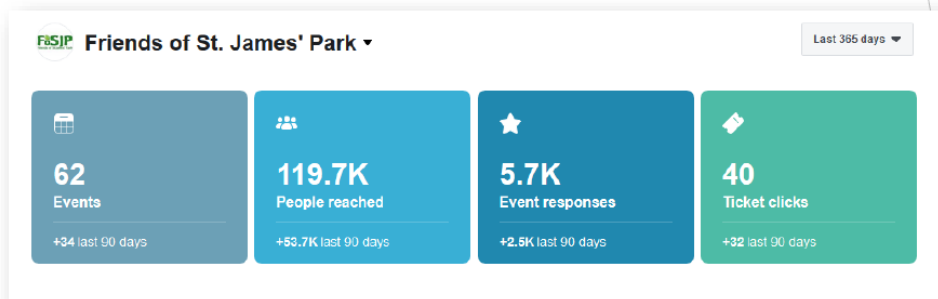 FoSJP Friends of St. James' Park
Last 365 days
62
Events
+34 last 90 days
119.7K
People reached
+53.7K last 90 days
5.7K
Event responses
+2.5K last 90 days
40
Ticket clicks
+32 last 90 days